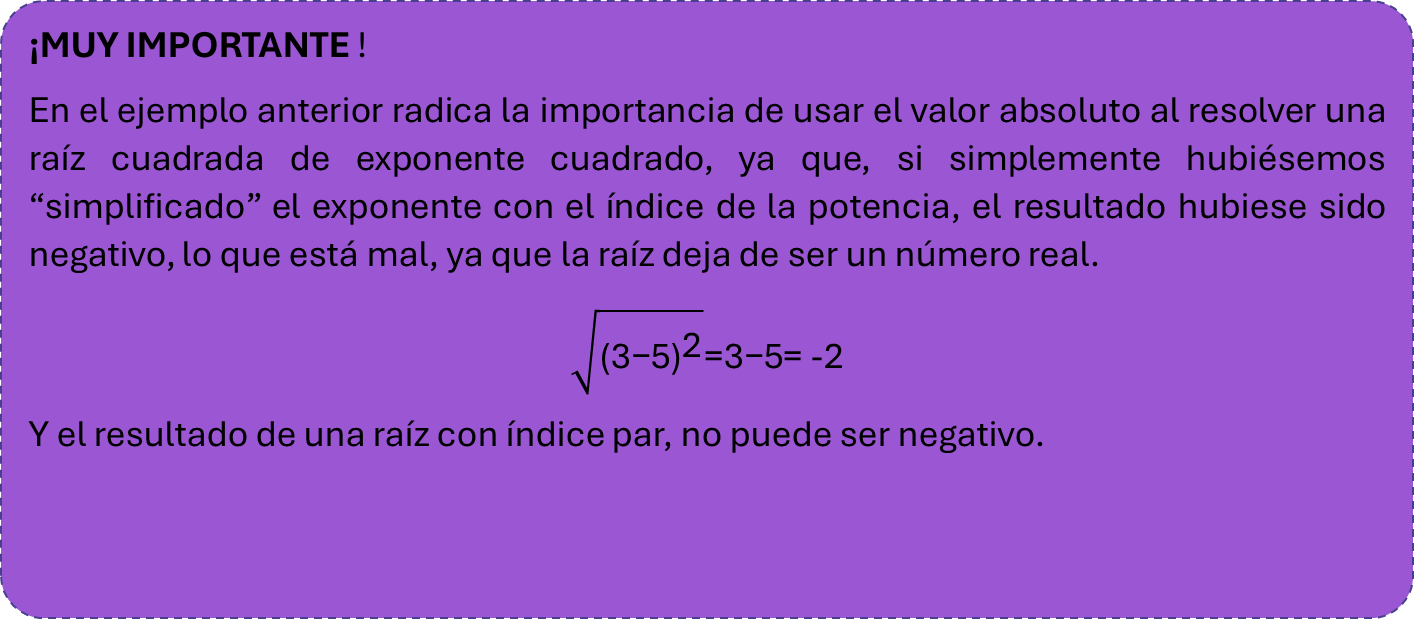 ¡MUY IMPORTANTE !
En el ejemplo anterior radica la importancia de usar el valor absoluto al resolver una
raíz cuadrada de exponente cuadrado, ya que, si simplemente hubiésemos
“simplificado” el exponente con el índice de la potencia, el resultado hubiese sido
negativo, lo que está mal, ya que la raíz deja de ser un número real.
√(3−5)²=3−5= -2
Y el resultado de una raíz con índice par, no puede ser negativo.